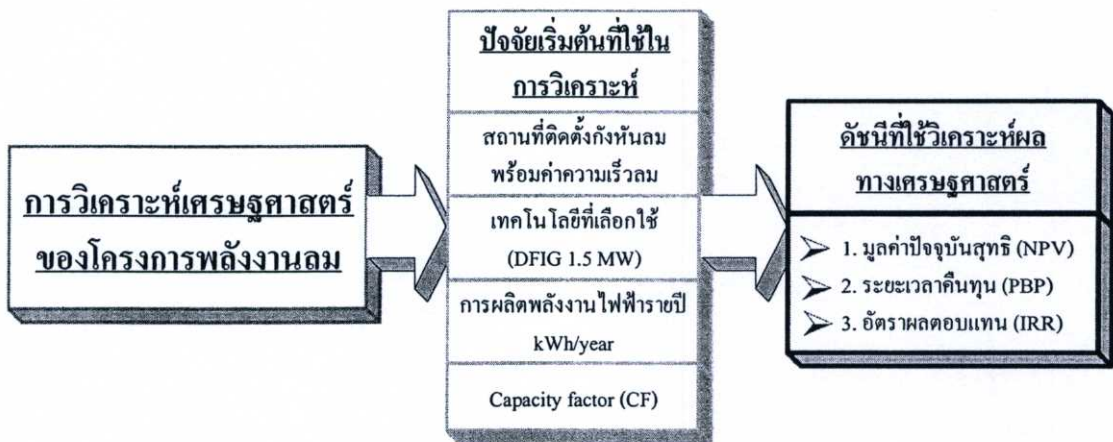 การวิเคราะห์เศรษฐศาสตร์
ของโครงการพลังงานลม
ปัจจัยเริ่มต้นที่ใช้ใน
การวิเคราะห์
สถานที่ติดตั้งกังหันลม
พร้อมค่าความเร็วลม
เทคโนโลยีที่เลือกใช้
(DFIG 1.5 MW)
การผลิตพลังงานไฟฟ้ารายปี
kWh/year
Capacity factor (CF)
ดัชนีที่ใช้วิเคราะห์ผล
ทางเศรษฐศาสตร์
1. มูลค่าปัจจุบันสุทธิ (NPV)
2. ระยะเวลาคืนทุน (PBP)
3. อัตราผลตอบแทน (IRR)